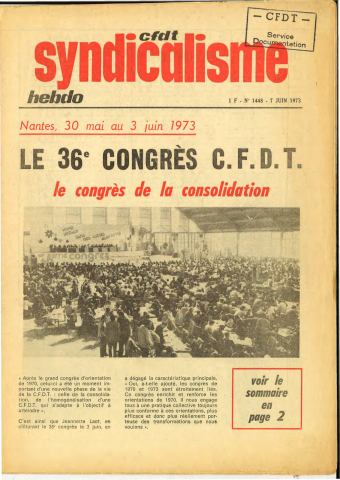 — CFDT —
Service
Documentation
cfdt
syndicalisme
hebdo
1 F - N° 1448 - 7 JUIN 1973
Nantes, 30 mai au 3 juin 1973
LE 36e CONGRÈS C.F.D.T.
le congrès de la consolidation
congrès
« Après le grand congrès d'orientation
de 1970, celui-ci a été un moment im-
portant d'une nouvelle phase de la vie
de la C.F.D.T. : celle de la consolida-
tion, de l'homogénéisation d'une
C.F.D.T. qui s'adapte à l'objectif à
atteindre ».
C'est ainsi que Jeannette Laot, en
clôturant le 36e congrès le 3 juin, en
a dégagé la caractéristique principale.
« Oui, a-t-elle ajouté, les congrès de
1970 et 1973 sont étroitement liés.
Ce congrès enrichit et renforce les
orientations de 1970. Il nous engage
tous à une pratique collective toujours
plus conforme à ces orientations, plus
efficace et donc plus réellement por-
teuse des transformations que nous
voulons ».
voir le
sommaire
en
page 2